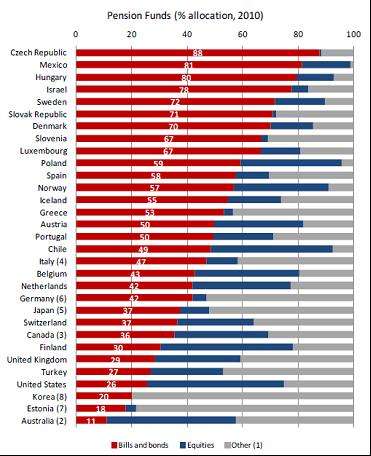 Pension Funds (% allocation, 2010)
0 20 40 60 80 100
Czech Republic 88
Mexico 81
Hungary 80
Israel 78
Sweden 72
Slovak Republic 71
Denmark 70
Slovenia 67
Luxembourg 67
Poland 59
Spain 58
Norway 57
Iceland 55
Greece 53
Austria 50
Portugal 50
Chile 49
Italy (4) 47
Belgium 43
Netherlands 42
Germany (6) 42
Japan (5) 37
Switzerland 37
Canada (3) 36
Finland 30
United Kingdom 29
Turkey 27
United States 26
Korea (8) 20
Estonia (7) 18
Australia (2) 11
Bills and bonds Equities Other (1)